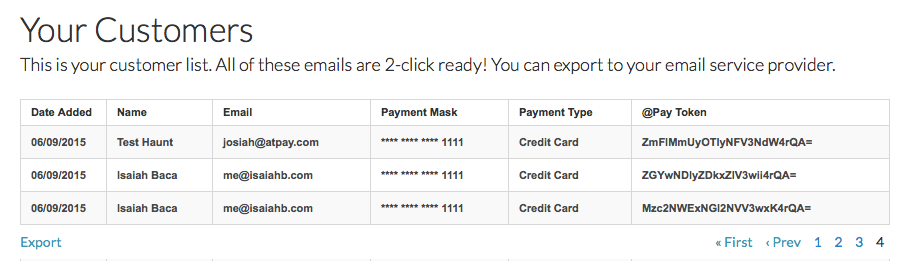 Your Customers
This is your customer list. All of these emails are 2-click ready! You can export to your email service provider.
Date Added Name Email Payment Mask Payment Type @Pay Token
06/09/2015 Test Haunt josiah@atpay.com **** **** **** 1111 Credit Card ZmFlMmUyOTIyNFV3NdW4rQA=
06/09/2015 Isaiah Baca me@isaiahb.com **** **** **** 1111 Credit Card ZGYwNDlyZDkxZlV3wii4rQA=
06/09/2015 Isaiah Baca me@isaiahb.com **** **** **** 1111 Credit Card Mzc2NWExNGI2NVV3wxK4rQA=
Export « First ‹ Prev 1 2 3 4